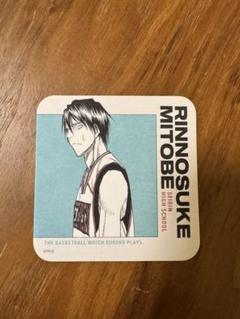 RINNOSUKE
MITOBE
SEIRIN
HIGH SCHOOL
THE BASKETBALL WHICH KUROKO PLAYS.